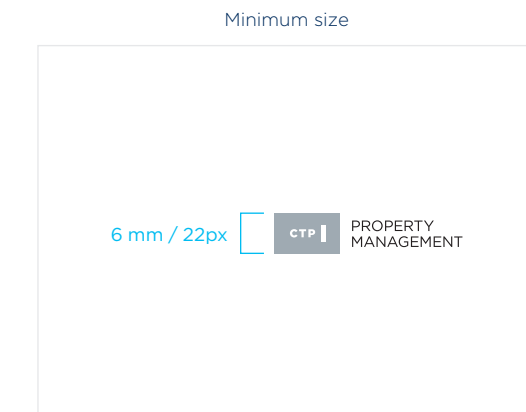 Minimum size
6 mm / 22px
CTP
PROPERTY
MANAGEMENT